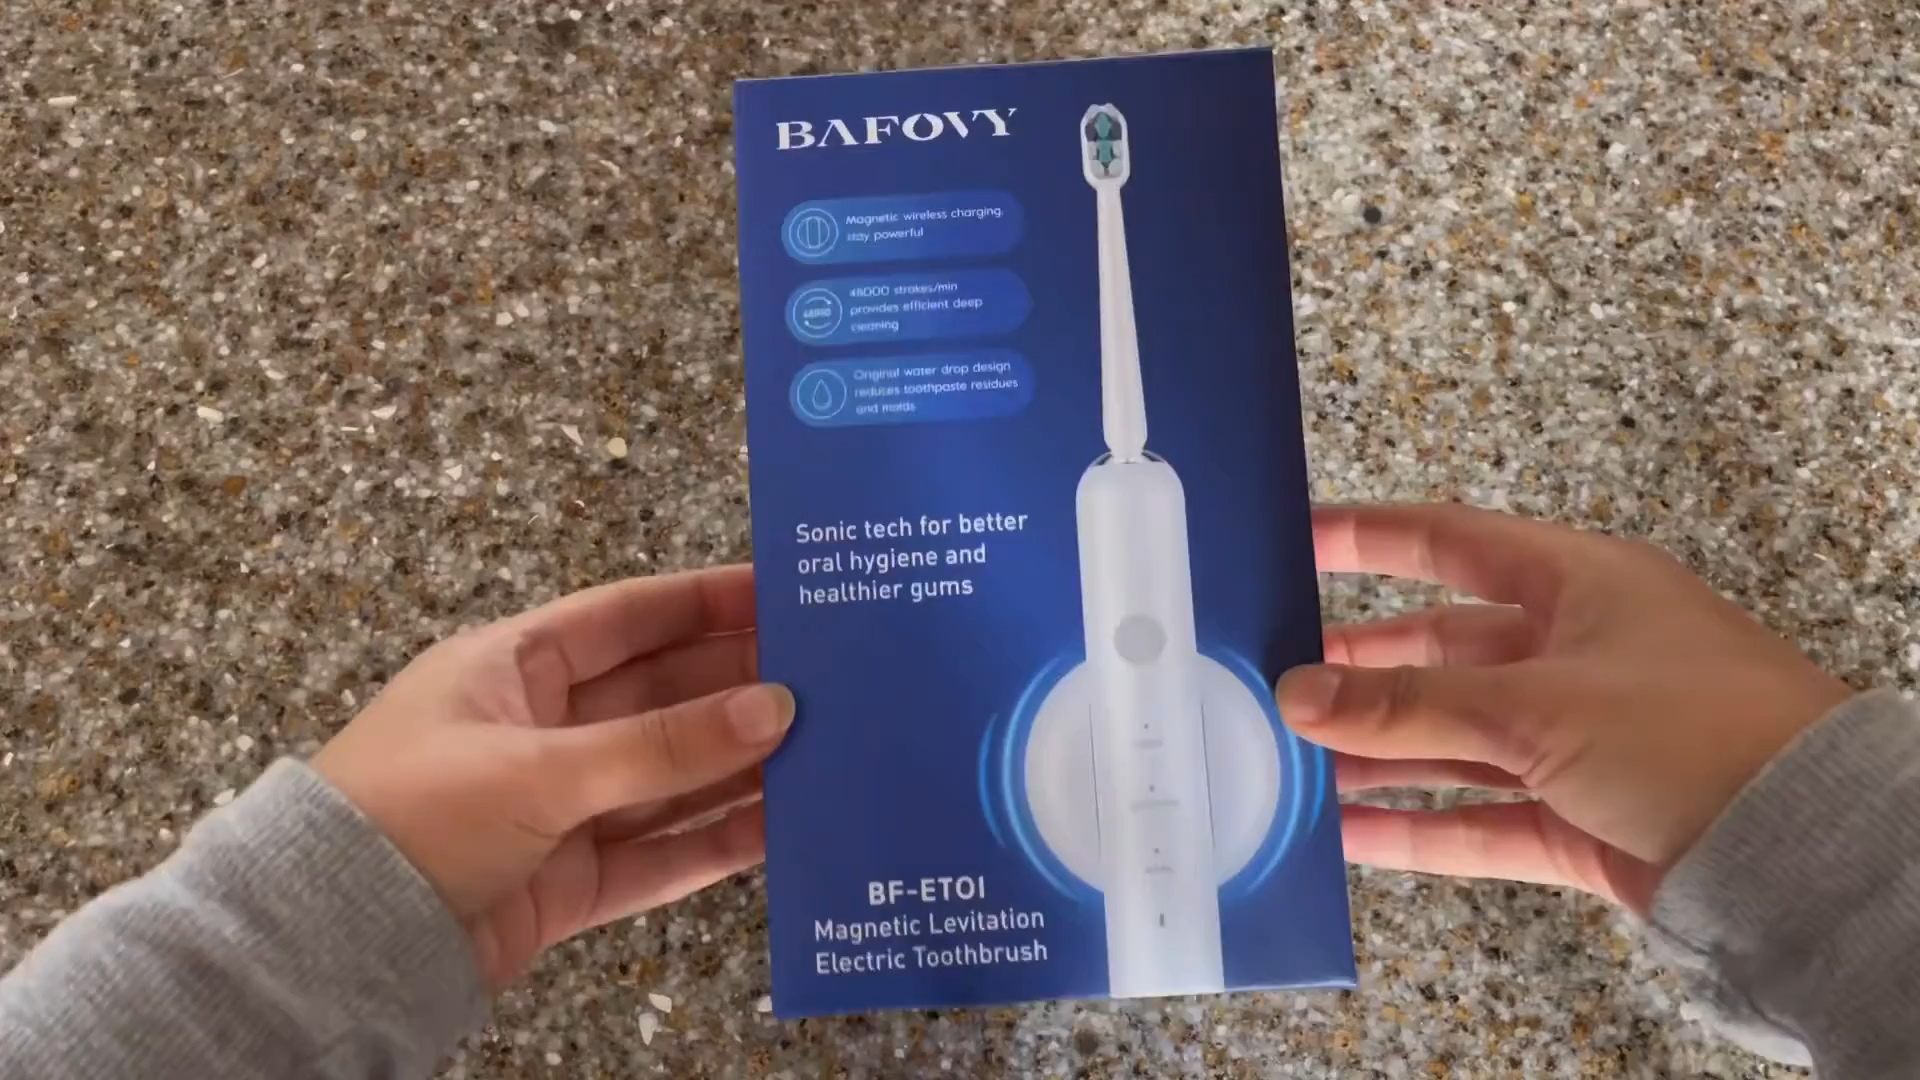 BAFOVY
Magnetic wireless charging,
stay powerful
48000 strokes/min
provides efficient deep
cleaning
Original water drop design
reduces toothpaste residues
and molds
Sonic tech for better
oral hygiene and
healthier gums
BF-ET01
Magnetic Levitation
Electric Toothbrush